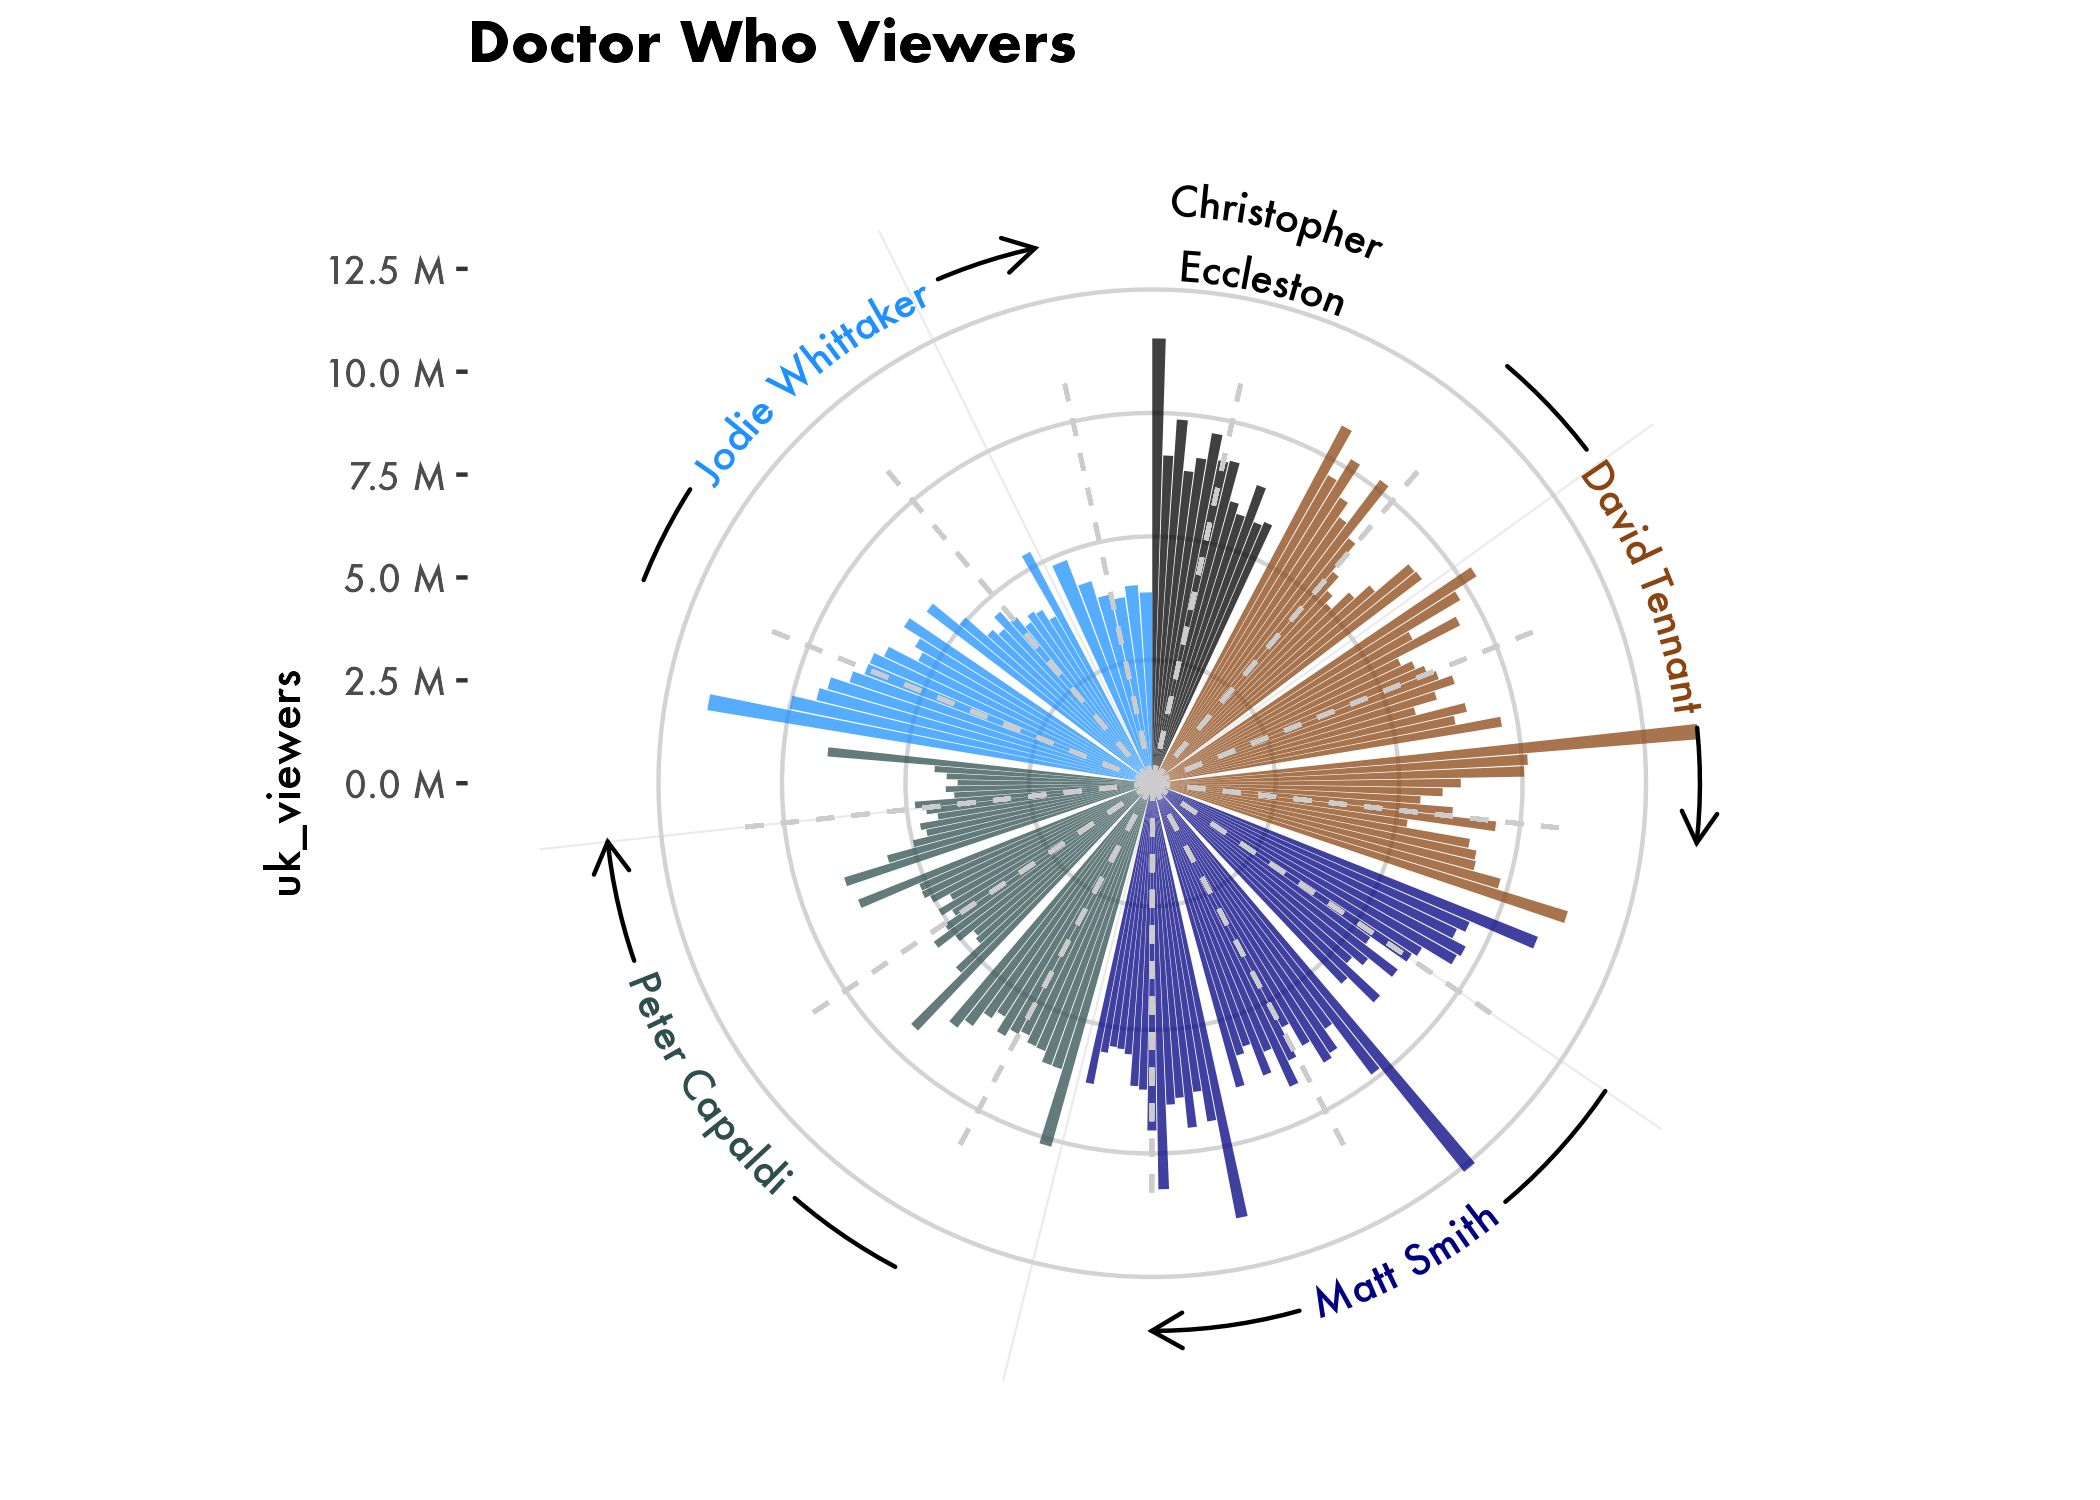 Doctor Who Viewers
Christopher
Eccleston
12.5 M
10.0 M
7.5 M
5.0 M
2.5 M
0.0 M
uk_viewers
Jodie Whittaker
David Tennant
Peter Capaldi
Matt Smith